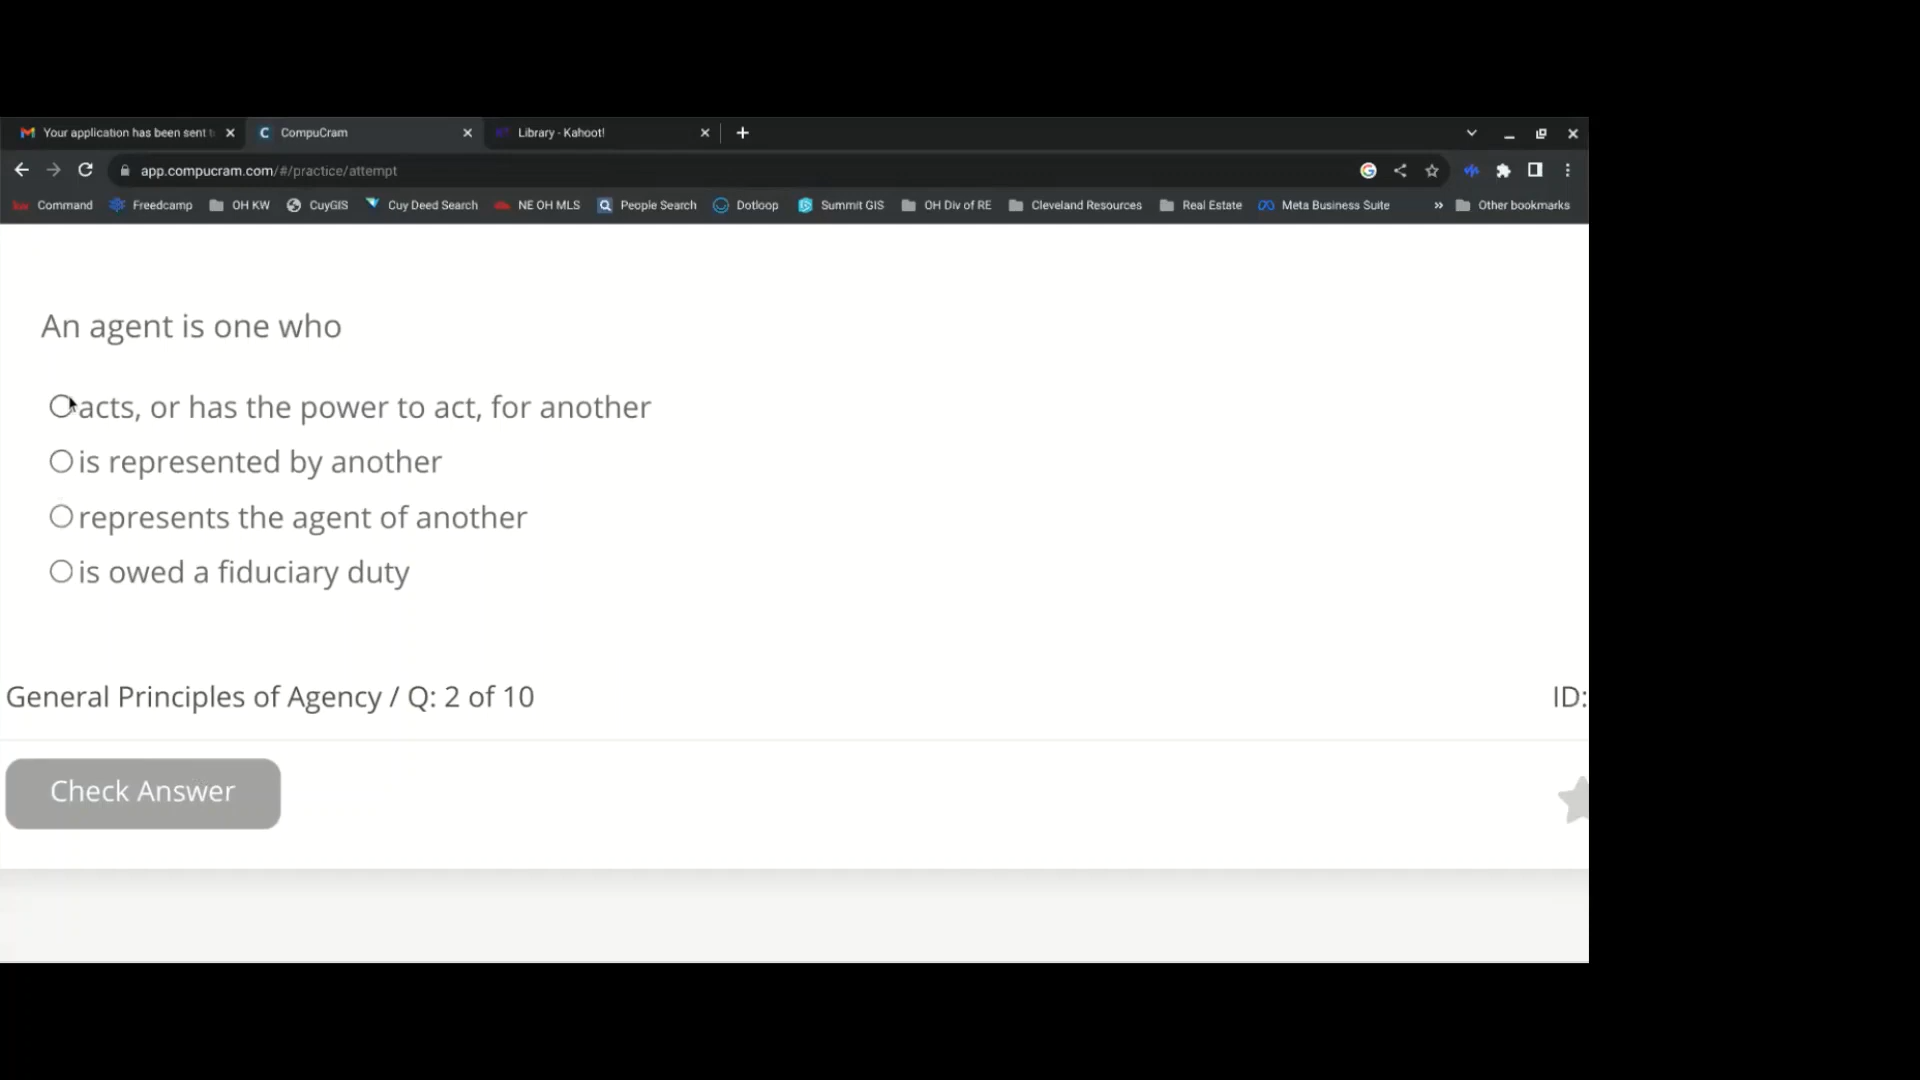 Your application has been sent t
CompuCram
Library - Kahoot!
app.compucram.com/#/practice/attempt
Command Freedcamp OH KW CuyGIS Cuy Deed Search NE OH MLS People Search Dotloop Summit GIS OH Div of RE Cleveland Resources Real Estate Meta Business Suite » Other bookmarks
An agent is one who
acts, or has the power to act, for another
is represented by another
represents the agent of another
is owed a fiduciary duty
General Principles of Agency / Q: 2 of 10
ID:
Check Answer